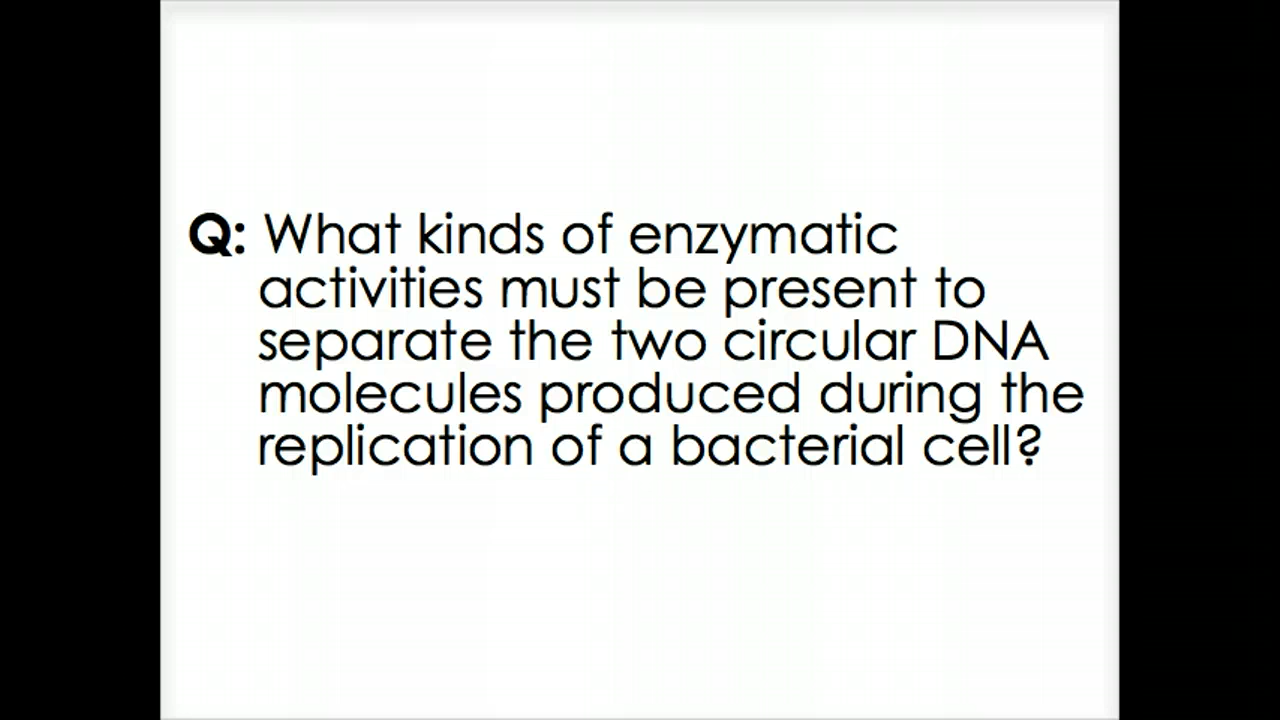 Q: What kinds of enzymatic
activities must be present to
separate the two circular DNA
molecules produced during the
replication of a bacterial cell?